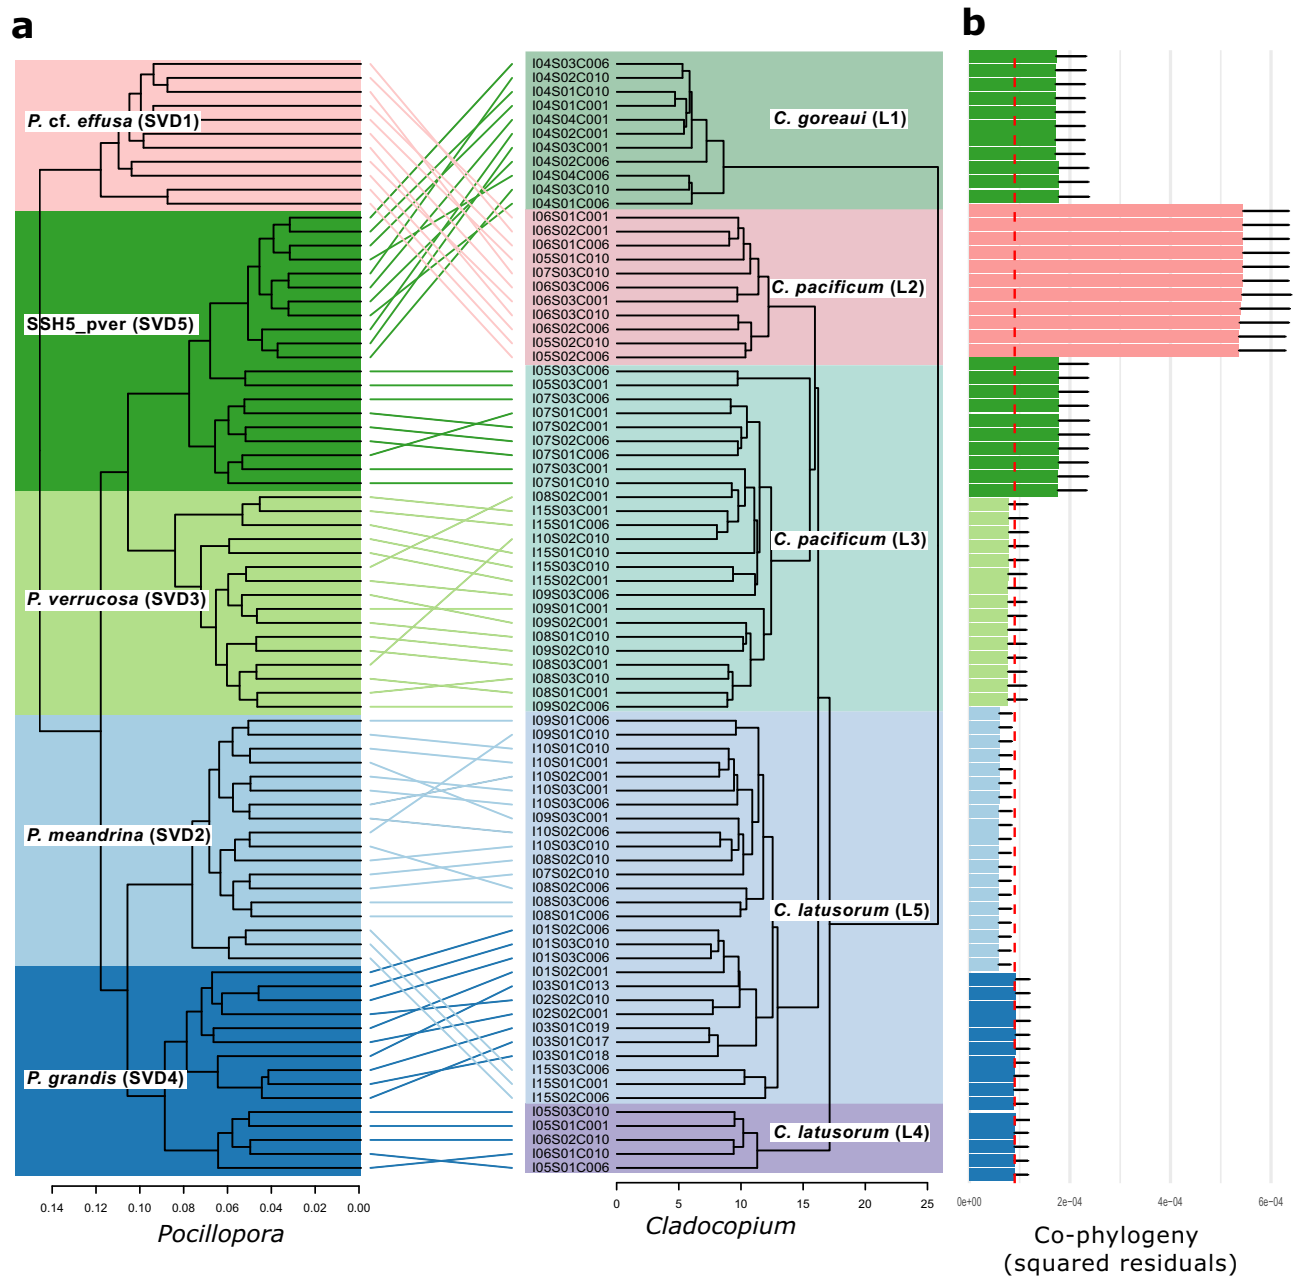 a
b
P. cf. effusa (SVD1)
SSH5_pver (SVD5)
P. verrucosa (SVD3)
P. meandrina (SVD2)
P. grandis (SVD4)
0.14 0.12 0.10 0.08 0.06 0.04 0.02 0.00
Pocillopora
I04S03C006
I04S02C010
I04S01C010
I04S01C001
I04S04C001
I04S02C001
I04S03C001
I04S02C006
I04S04C006
I04S03C010
I04S01C006
I06S01C001
I06S02C001
I06S01C006
I05S01C010
I07S03C010
I06S03C006
I06S03C001
I06S03C010
I06S02C006
I05S02C010
I05S02C006
I05S03C006
I05S03C001
I07S03C006
I07S01C001
I07S02C001
I07S02C006
I07S01C006
I07S03C001
I07S01C010
I08S02C001
I15S03C001
I15S01C006
I10S02C010
I15S01C010
I15S03C010
I15S02C001
I09S03C006
I09S01C001
I09S02C001
I08S01C010
I09S02C010
I08S03C001
I08S03C010
I08S01C001
I09S02C006
I09S01C006
I09S01C010
I10S01C010
I10S01C001
I10S02C001
I10S03C001
I10S03C006
I09S03C001
I10S02C006
I10S03C010
I08S02C010
I07S02C010
I08S02C006
I08S03C006
I08S01C006
I01S02C006
I01S03C010
I01S03C006
I01S02C001
I03S01C013
I02S02C010
I02S02C001
I03S01C019
I03S01C017
I03S01C018
I15S03C006
I15S01C001
I15S02C006
I05S03C010
I05S01C001
I06S02C010
I06S01C010
I05S01C006
C. goreaui (L1)
C. pacificum (L2)
C. pacificum (L3)
C. latusorum (L5)
C. latusorum (L4)
0 5 10 15 20 25
Cladocopium
0e+00 2e-04 4e-04 6e-04
Co-phylogeny
(squared residuals)